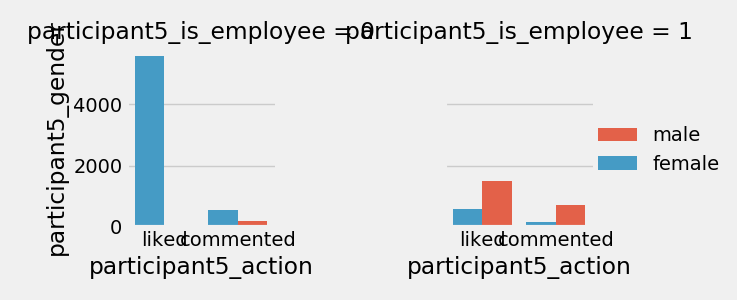 participant5_is_employee = 0
participant5_is_employee = 1
participant5_gender
4000
2000
0
liked
commented
liked
commented
participant5_action
participant5_action
male
female